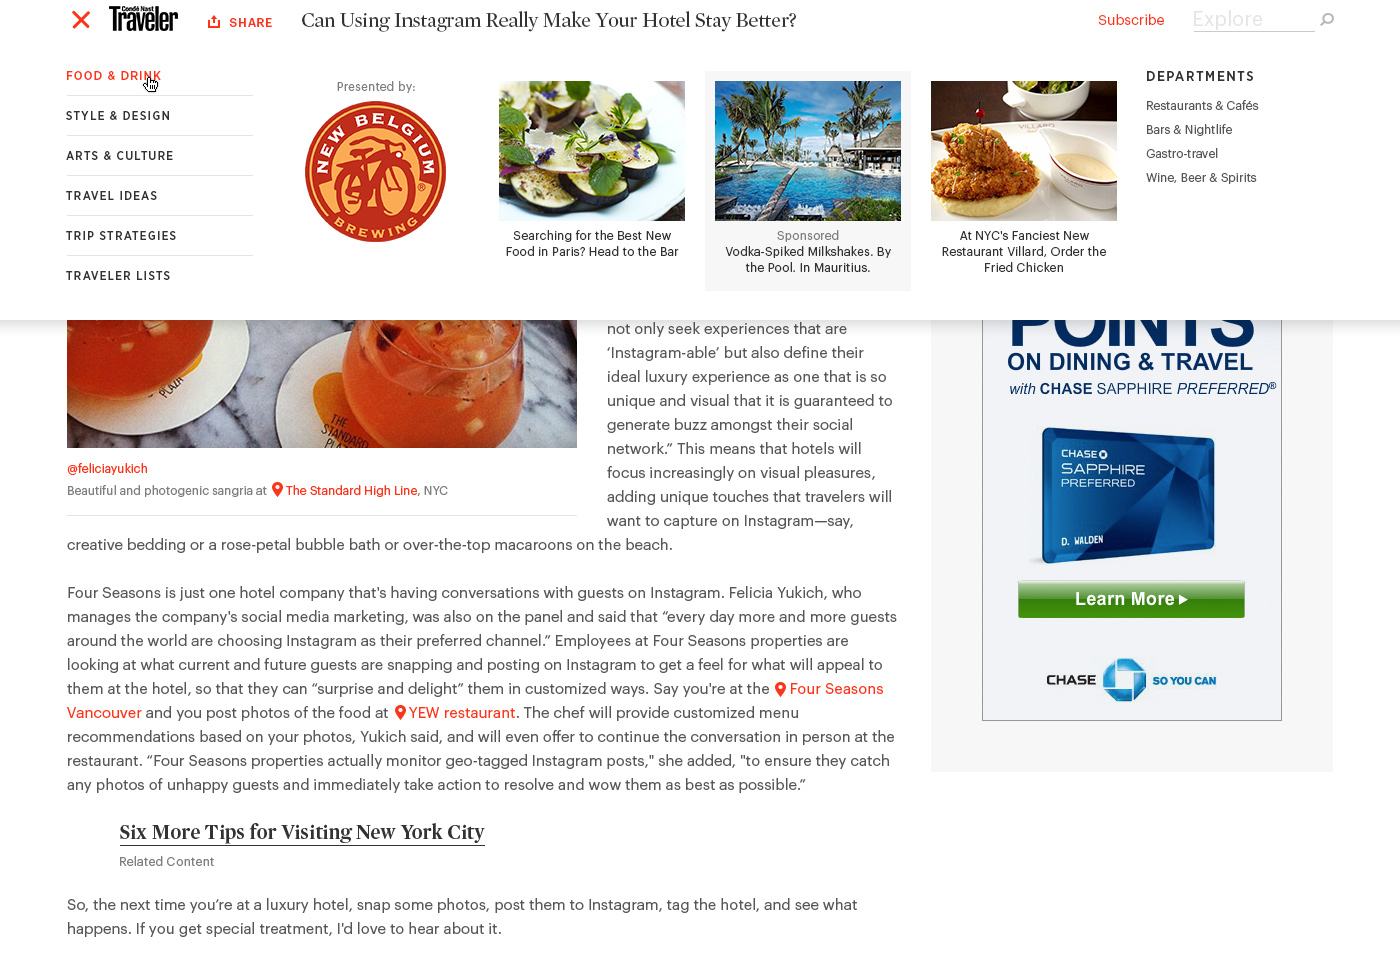 Condé Nast
Traveler
SHARE
Can Using Instagram Really Make Your Hotel Stay Better?
Subscribe
Explore
FOOD & DRINK
STYLE & DESIGN
ARTS & CULTURE
TRAVEL IDEAS
TRIP STRATEGIES
TRAVELER LISTS
Presented by:
NEW BELGIUM
BREWING
®
Searching for the Best New
Food in Paris? Head to the Bar
Sponsored
Vodka-Spiked Milkshakes. By
the Pool. In Mauritius.
VILLARD
At NYC's Fanciest New
Restaurant Villard, Order the
Fried Chicken
DEPARTMENTS
Restaurants & Cafés
Bars & Nightlife
Gastro-travel
Wine, Beer & Spirits
PLAZA
THE
STANDARD
PLAZA
@feliciayukich
Beautiful and photogenic sangria at The Standard High Line, NYC
not only seek experiences that are
‘Instagram-able’ but also define their
ideal luxury experience as one that is so
unique and visual that it is guaranteed to
generate buzz amongst their social
network.” This means that hotels will
focus increasingly on visual pleasures,
adding unique touches that travelers will
want to capture on Instagram—say,
creative bedding or a rose-petal bubble bath or over-the-top macaroons on the beach.
Four Seasons is just one hotel company that's having conversations with guests on Instagram. Felicia Yukich, who
manages the company's social media marketing, was also on the panel and said that “every day more and more guests
around the world are choosing Instagram as their preferred channel.” Employees at Four Seasons properties are
looking at what current and future guests are snapping and posting on Instagram to get a feel for what will appeal to
them at the hotel, so that they can “surprise and delight” them in customized ways. Say you're at the Four Seasons
Vancouver and you post photos of the food at YEW restaurant. The chef will provide customized menu
recommendations based on your photos, Yukich said, and will even offer to continue the conversation in person at the
restaurant. “Four Seasons properties actually monitor geo-tagged Instagram posts," she added, "to ensure they catch
any photos of unhappy guests and immediately take action to resolve and wow them as best as possible.”
Six More Tips for Visiting New York City
Related Content
So, the next time you’re at a luxury hotel, snap some photos, post them to Instagram, tag the hotel, and see what
happens. If you get special treatment, I'd love to hear about it.
POINTS
ON DINING & TRAVEL
with CHASE SAPPHIRE PREFERRED®
CHASE
SAPPHIRE
PREFERRED
D. WALDEN
Learn More
CHASE
SO YOU CAN